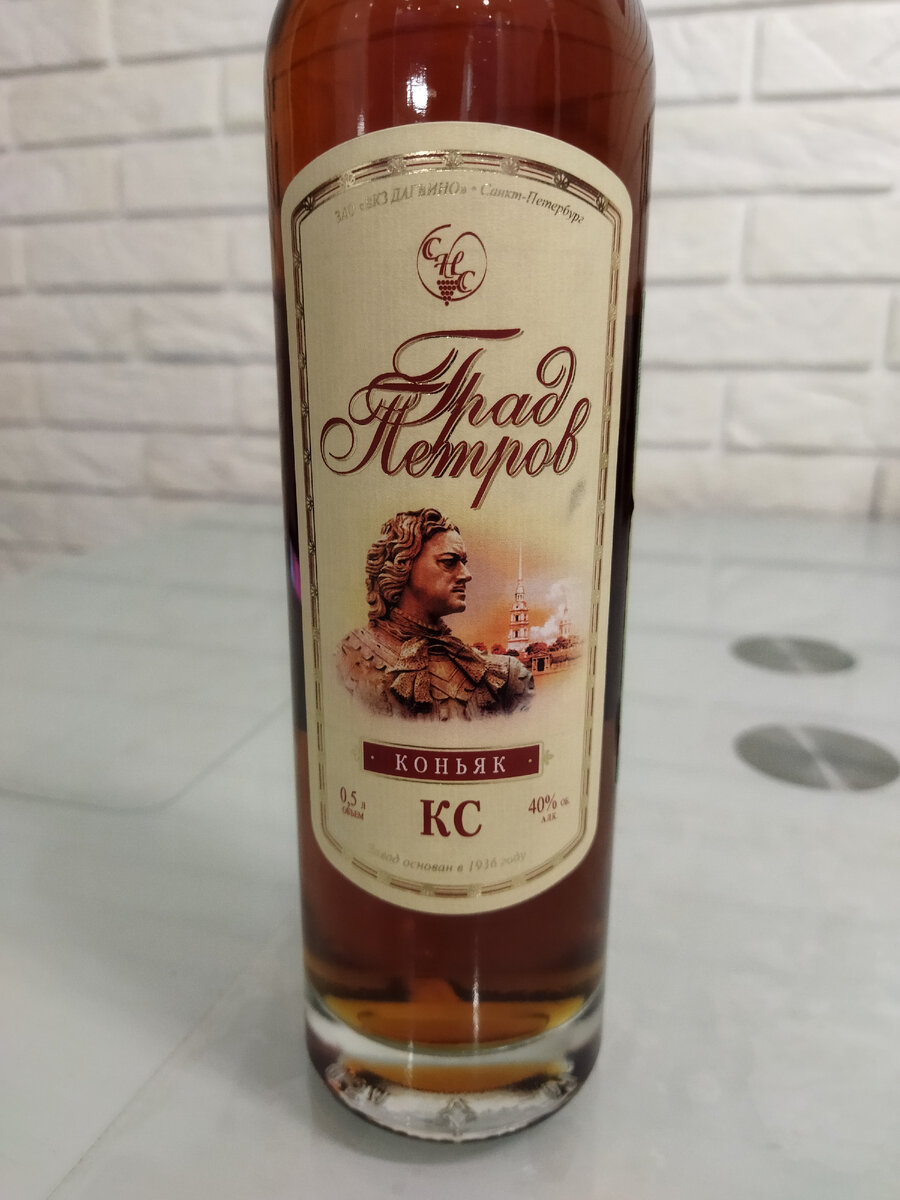 ЗАО «ВКЗ ДАГВИНО» • Санкт-Петербург
СНС
Град
Петров
· КОНЬЯК ·
0,5 л
ОБЪЕМ
КС
40% об.
АЛК.
Завод основан в 1936 году